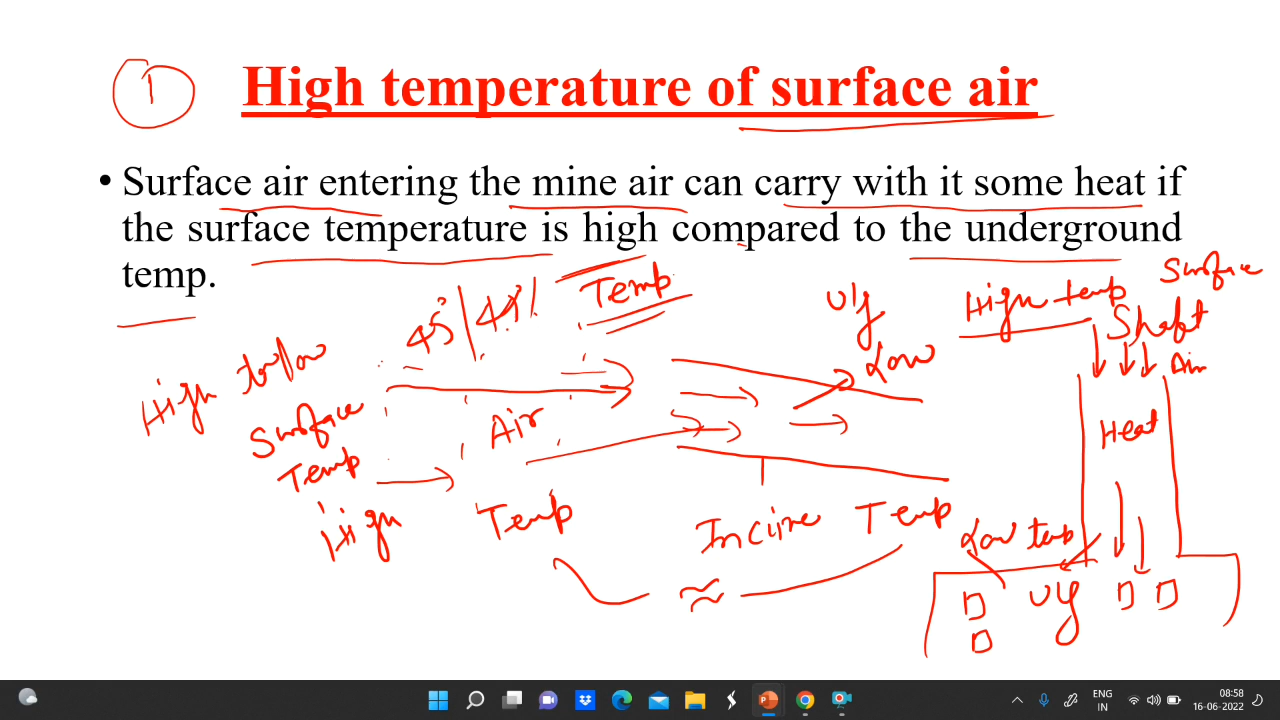 1
High temperature of surface air
• Surface air entering the mine air can carry with it some heat if
the surface temperature is high compared to the underground
temp.
Surface
High temp
Shaft
Air
Temp
45°
U/g
Low
High
Surface
Temp
High
Air
Heat
Temp
Incline
Temp
Low temp
U/g
ENG
IN
08:58
16-06-2022